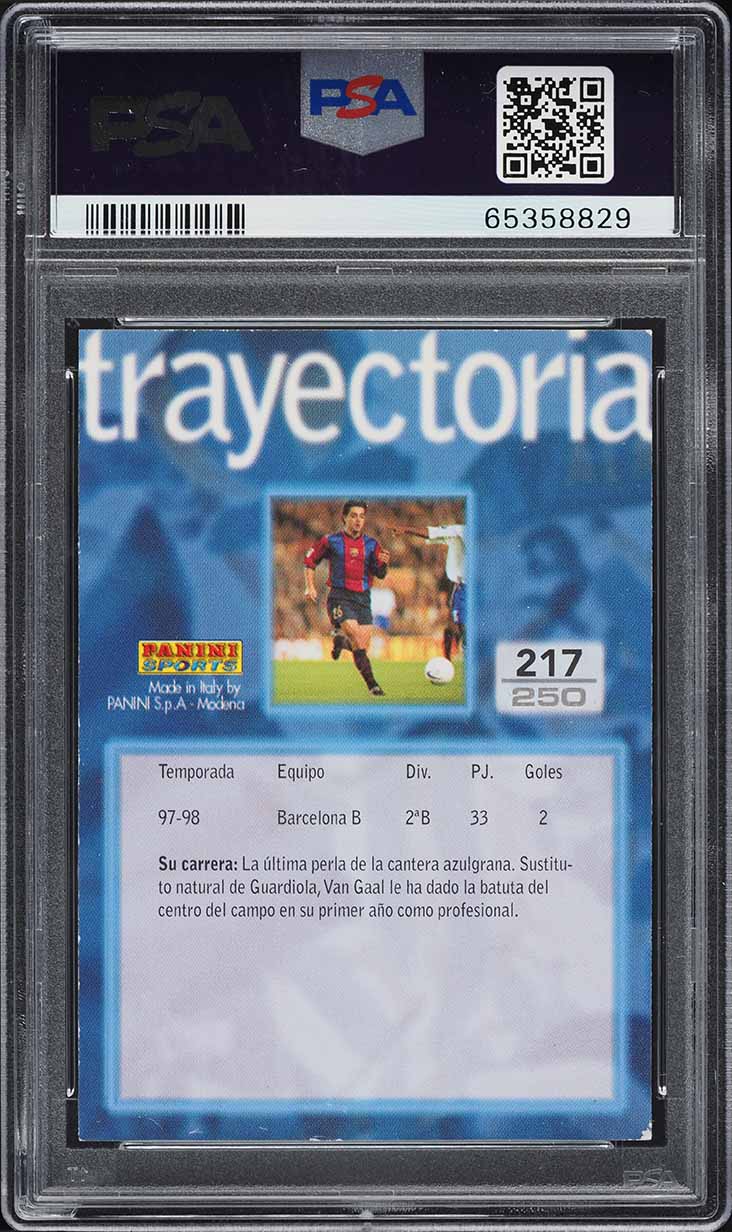 PSA
PSA
65358829
trayectoria
16
PANINI
SPORTS
Made in Italy by
PANINI S.p.A - Modena
217
250
Temporada Equipo Div. PJ. Goles
97-98 Barcelona B 2ªB 33 2
Su carrera: La última perla de la cantera azulgrana. Sustitu-
to natural de Guardiola, Van Gaal le ha dado la batuta del
centro del campo en su primer año como profesional.
PSA